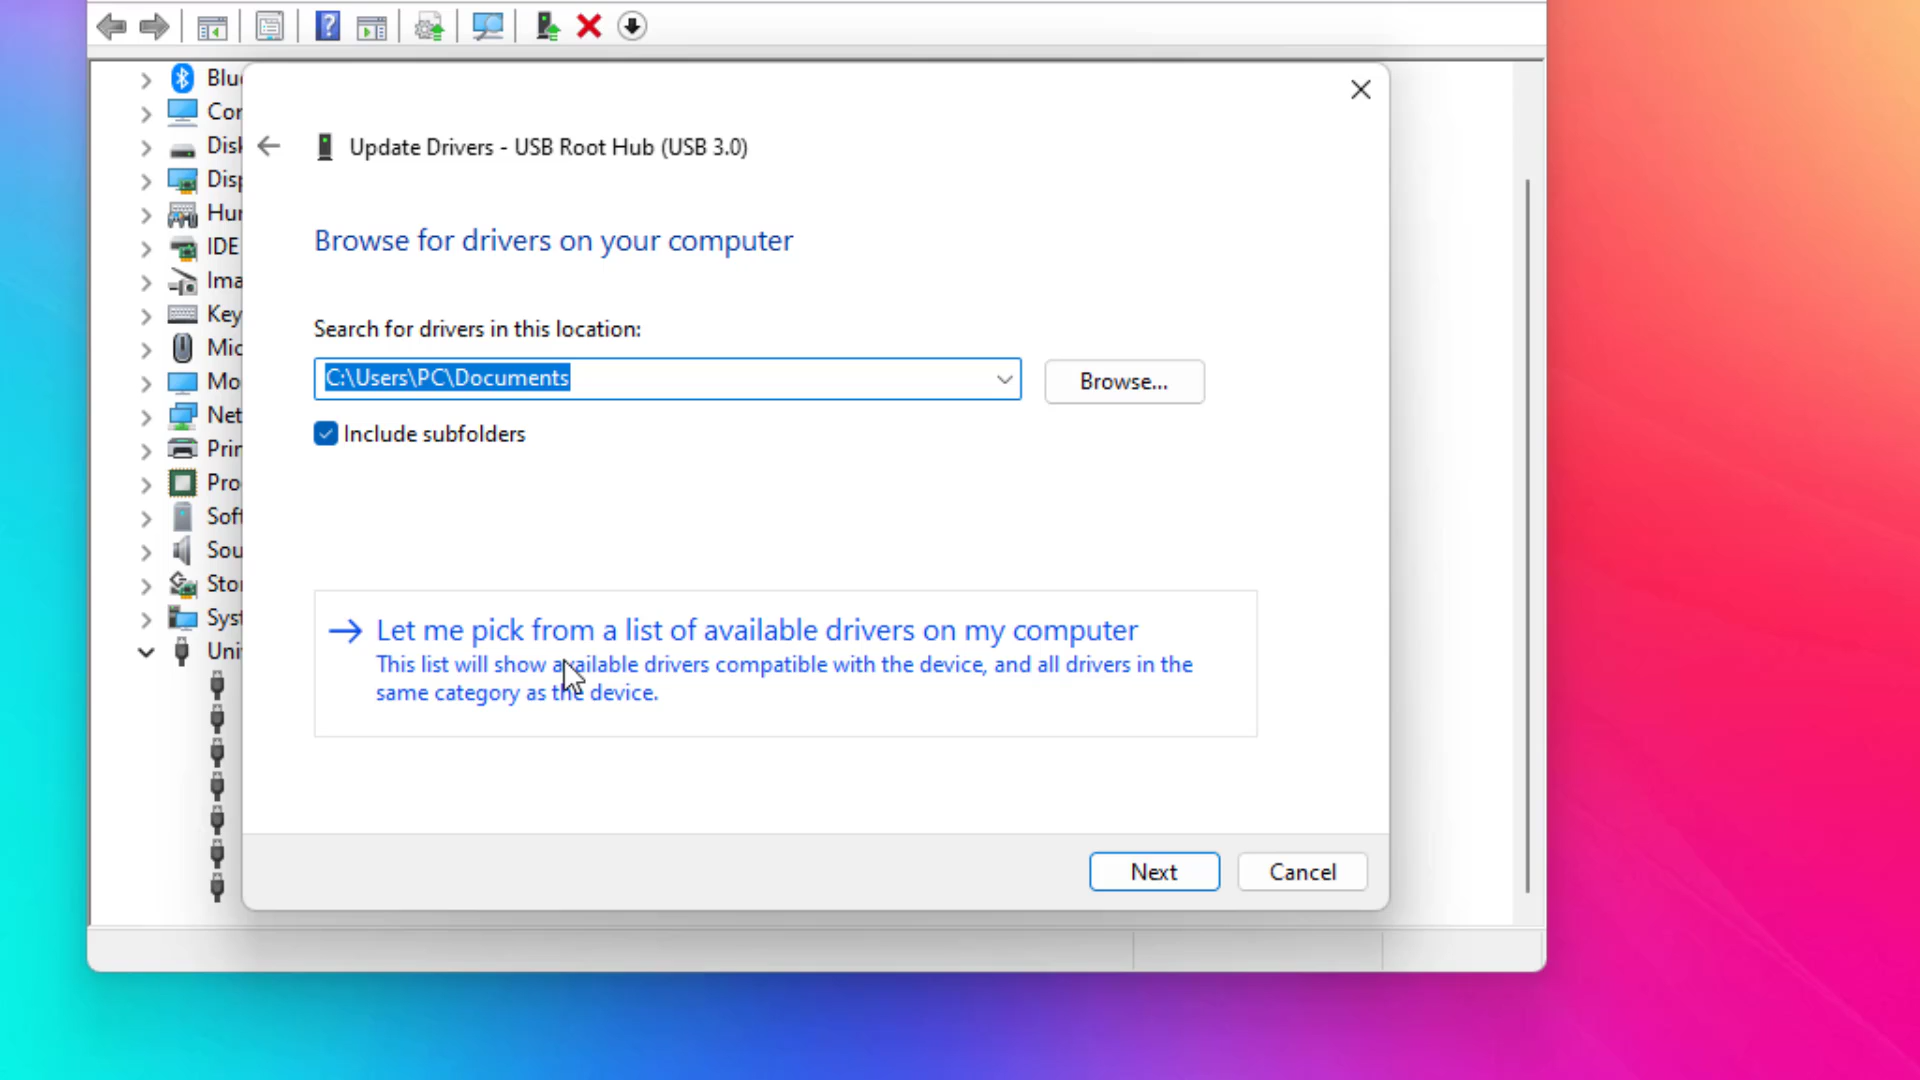 Blu
Update Drivers - USB Root Hub (USB 3.0)
Browse for drivers on your computer
Search for drivers in this location:
C:\Users\PC\Documents
Browse...
Include subfolders
Let me pick from a list of available drivers on my computer
This list will show available drivers compatible with the device, and all drivers in the
same category as the device.
Next
Cancel
Con
Disk
Disp
Hum
IDE
Ima
Key
Mic
Mo
Net
Prin
Pro
Soft
Sou
Stor
Syst
Uni